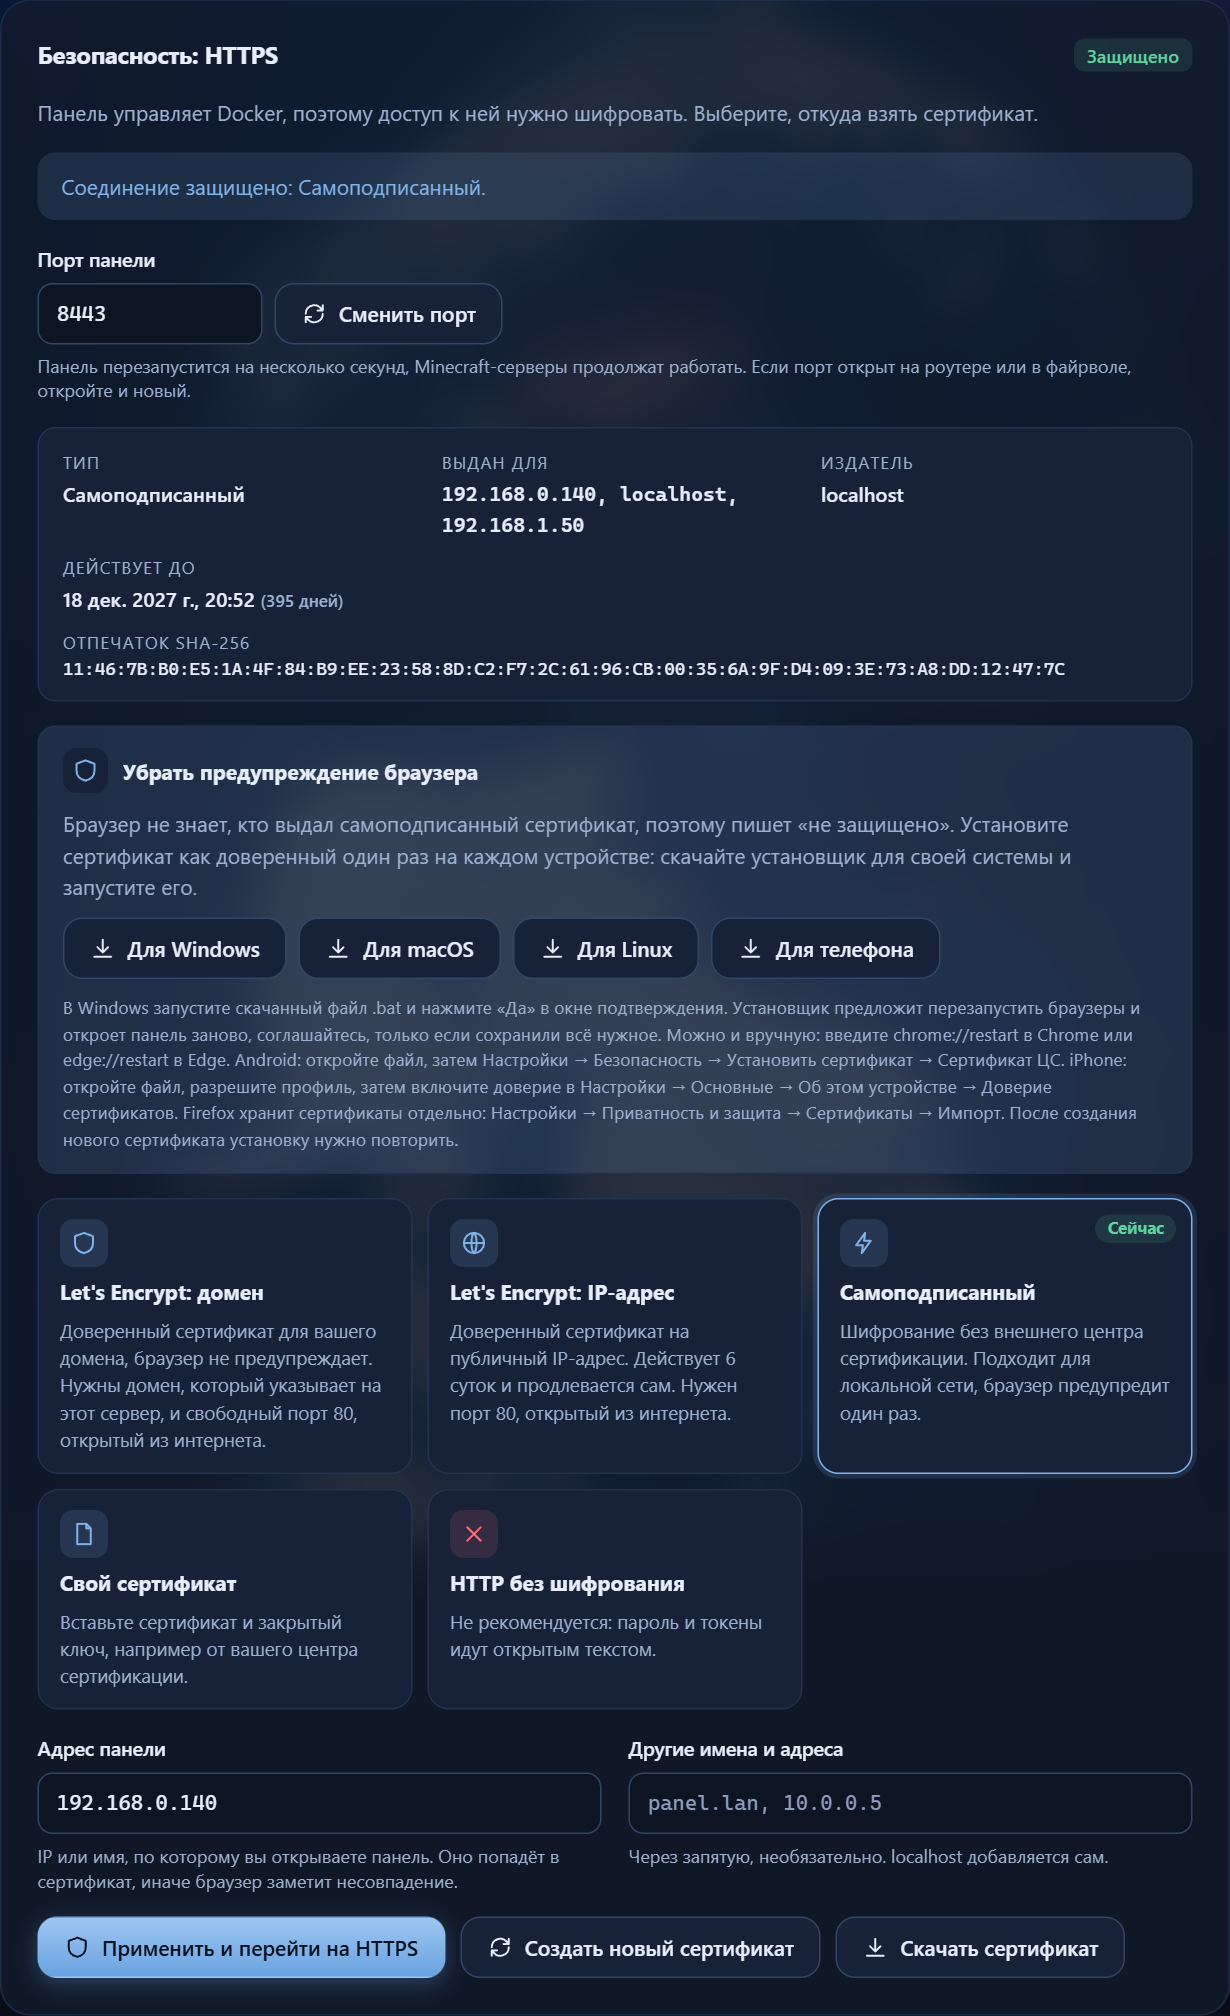 Безопасность: HTTPS
Защищено
Панель управляет Docker, поэтому доступ к ней нужно шифровать. Выберите, откуда взять сертификат.
Соединение защищено: Самоподписанный.
Порт панели
8443
Сменить порт
Панель перезапустится на несколько секунд, Minecraft-серверы продолжат работать. Если порт открыт на роутере или в файрволе,
откройте и новый.
ТИП
Самоподписанный
ВЫДАН ДЛЯ
192.168.0.140, localhost,
192.168.1.50
ИЗДАТЕЛЬ
localhost
ДЕЙСТВУЕТ ДО
18 дек. 2027 г., 20:52 (395 дней)
ОТПЕЧАТОК SHA-256
11:46:7B:B0:E5:1A:4F:84:B9:EE:23:58:8D:C2:F7:2C:61:96:CB:00:35:6A:9F:D4:09:3E:73:A8:DD:12:47:7C
Убрать предупреждение браузера
Браузер не знает, кто выдал самоподписанный сертификат, поэтому пишет «не защищено». Установите
сертификат как доверенный один раз на каждом устройстве: скачайте установщик для своей системы и
запустите его.
Для Windows
Для macOS
Для Linux
Для телефона
В Windows запустите скачанный файл .bat и нажмите «Да» в окне подтверждения. Установщик предложит перезапустить браузеры и
откроет панель заново, соглашайтесь, только если сохранили всё нужное. Можно и вручную: введите chrome://restart в Chrome или
edge://restart в Edge. Android: откройте файл, затем Настройки → Безопасность → Установить сертификат → Сертификат ЦС. iPhone:
откройте файл, разрешите профиль, затем включите доверие в Настройки → Основные → Об этом устройстве → Доверие
сертификатов. Firefox хранит сертификаты отдельно: Настройки → Приватность и защита → Сертификаты → Импорт. После создания
нового сертификата установку нужно повторить.
Let's Encrypt: домен
Доверенный сертификат для вашего
домена, браузер не предупреждает.
Нужны домен, который указывает на
этот сервер, и свободный порт 80,
открытый из интернета.
Let's Encrypt: IP-адрес
Доверенный сертификат на
публичный IP-адрес. Действует 6
суток и продлевается сам. Нужен
порт 80, открытый из интернета.
Сейчас
Самоподписанный
Шифрование без внешнего центра
сертификации. Подходит для
локальной сети, браузер предупредит
один раз.
Свой сертификат
Вставьте сертификат и закрытый
ключ, например от вашего центра
сертификации.
HTTP без шифрования
Не рекомендуется: пароль и токены
идут открытым текстом.
Адрес панели
192.168.0.140
IP или имя, по которому вы открываете панель. Оно попадёт в
сертификат, иначе браузер заметит несовпадение.
Другие имена и адреса
panel.lan, 10.0.0.5
Через запятую, необязательно. localhost добавляется сам.
Применить и перейти на HTTPS
Создать новый сертификат
Скачать сертификат